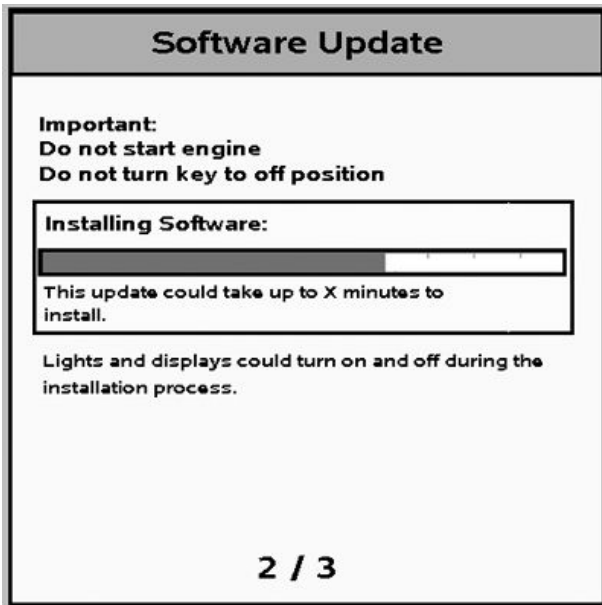 Software Update
Important:
Do not start engine
Do not turn key to off position
Installing Software:
This update could take up to X minutes to
install.
Lights and displays could turn on and off during the
installation process.
2 / 3